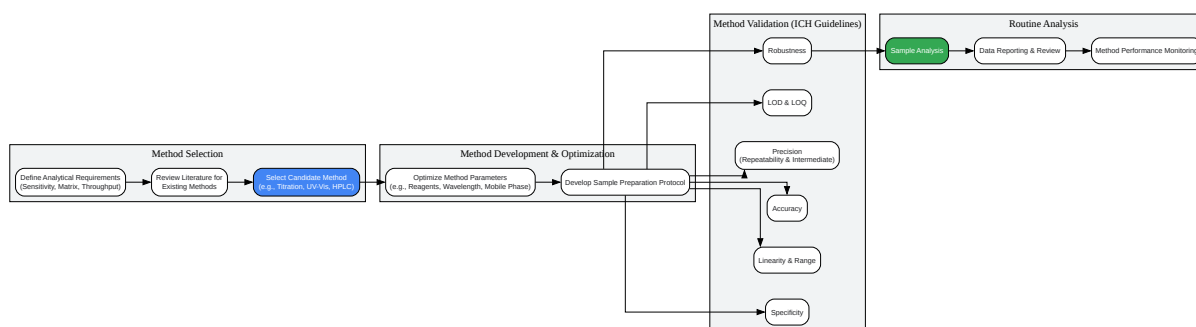 Method Selection
Define Analytical Requirements
(Sensitivity, Matrix, Throughput)
Review Literature for
Existing Methods
Select Candidate Method
(e.g., Titration, UV-Vis, HPLC)
Method Development & Optimization
Optimize Method Parameters
(e.g., Reagents, Wavelength, Mobile Phase)
Develop Sample Preparation Protocol
Method Validation (ICH Guidelines)
Robustness
LOD & LOQ
Precision
(Repeatability & Intermediate)
Accuracy
Linearity & Range
Specificity
Routine Analysis
Sample Analysis
Data Reporting & Review
Method Performance Monitoring